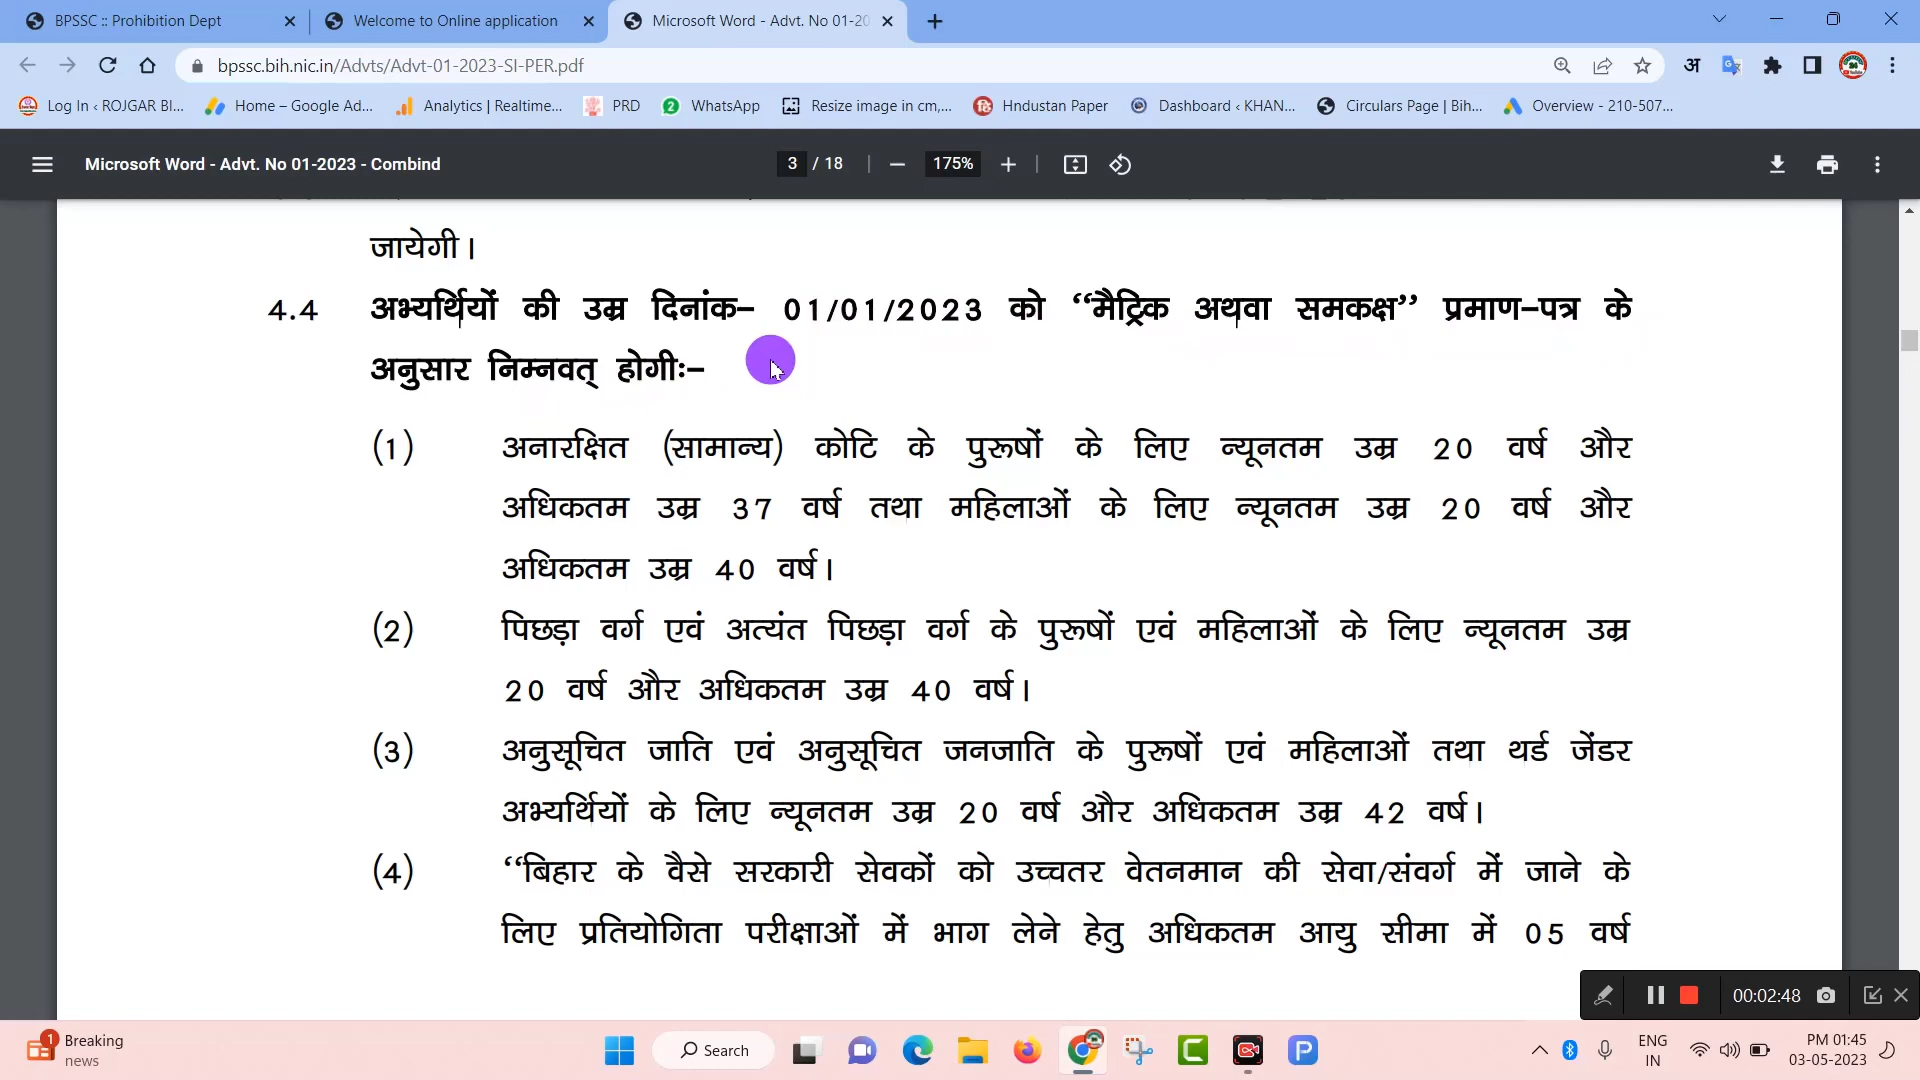 BPSSC :: Prohibition Dept
Welcome to Online application
Microsoft Word - Advt. No 01-20
bpssc.bih.nic.in/Advts/Advt-01-2023-SI-PER.pdf
अ
Log In ‹ ROJGAR BI...
Home – Google Ad...
Analytics | Realtime...
PRD
2
WhatsApp
Resize image in cm,...
Hndustan Paper
Dashboard ‹ KHAN...
Circulars Page | Bih...
Overview - 210-507...
Microsoft Word - Advt. No 01-2023 - Combind
3 / 18
175%
जायेगी।
4.4 अभ्यर्थियों की उम्र दिनांक– 01/01/2023 को “मैट्रिक अथवा समकक्ष” प्रमाण–पत्र के
अनुसार निम्नवत् होगीः–
(1) अनारक्षित (सामान्य) कोटि के पुरूषों के लिए न्यूनतम उम्र 20 वर्ष और
अधिकतम उम्र 37 वर्ष तथा महिलाओं के लिए न्यूनतम उम्र 20 वर्ष और
अधिकतम उम्र 40 वर्ष।
(2) पिछड़ा वर्ग एवं अत्यंत पिछड़ा वर्ग के पुरूषों एवं महिलाओं के लिए न्यूनतम उम्र
20 वर्ष और अधिकतम उम्र 40 वर्ष।
(3) अनुसूचित जाति एवं अनुसूचित जनजाति के पुरूषों एवं महिलाओं तथा थर्ड जेंडर
अभ्यर्थियों के लिए न्यूनतम उम्र 20 वर्ष और अधिकतम उम्र 42 वर्ष।
(4) “बिहार के वैसे सरकारी सेवकों को उच्चतर वेतनमान की सेवा/संवर्ग में जाने के
लिए प्रतियोगिता परीक्षाओं में भाग लेने हेतु अधिकतम आयु सीमा में 05 वर्ष
00:02:48
1
Breaking
news
Search
ENG
IN
PM 01:45
03-05-2023